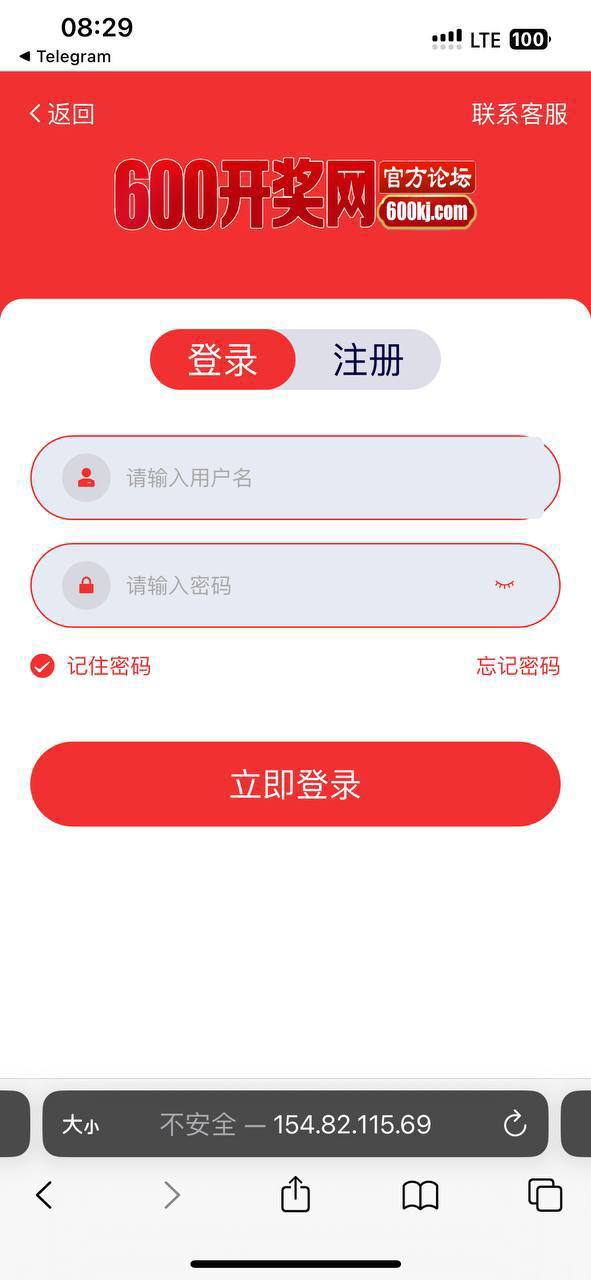 08:29
LTE 100
◀ Telegram
返回
联系客服
600开奖网
官方论坛
600kj.com
登录
注册
请输入用户名
请输入密码
记住密码
忘记密码
立即登录
大小
不安全 — 154.82.115.69